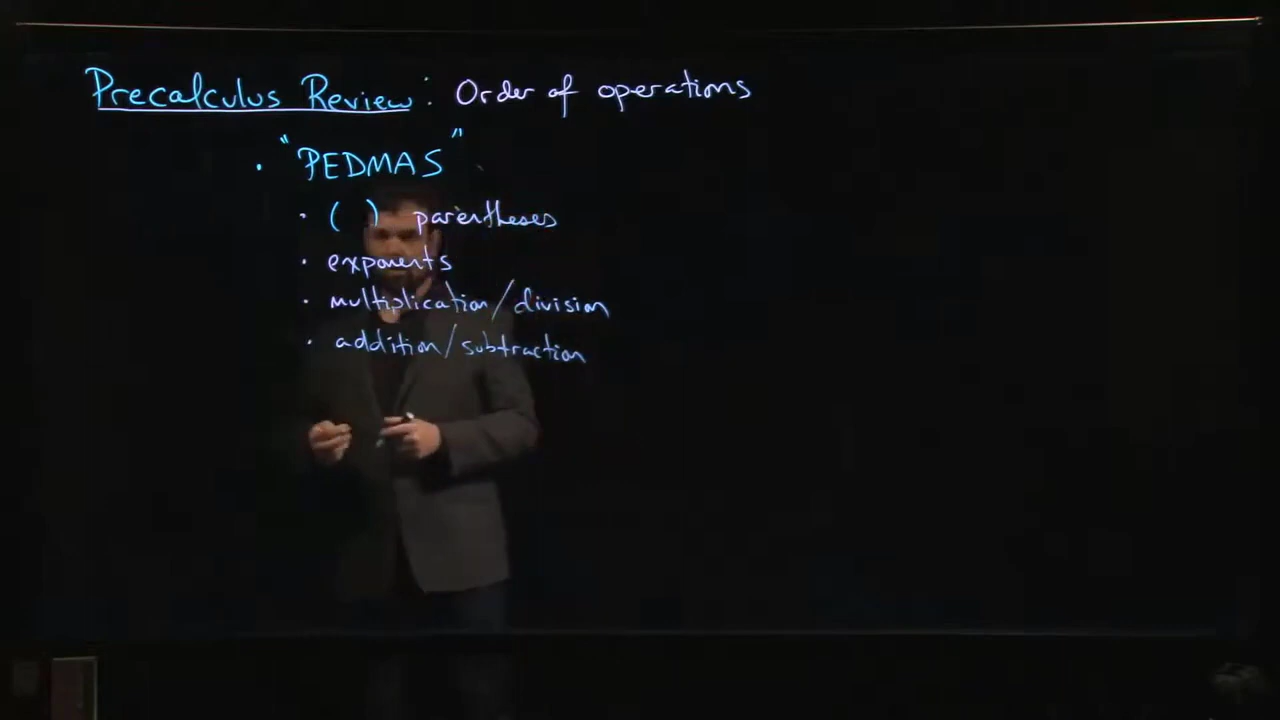 Precalculus Review: Order of operations
• "PEDMAS"
• ( ) parentheses
• exponents
• multiplication/division
• addition/subtraction